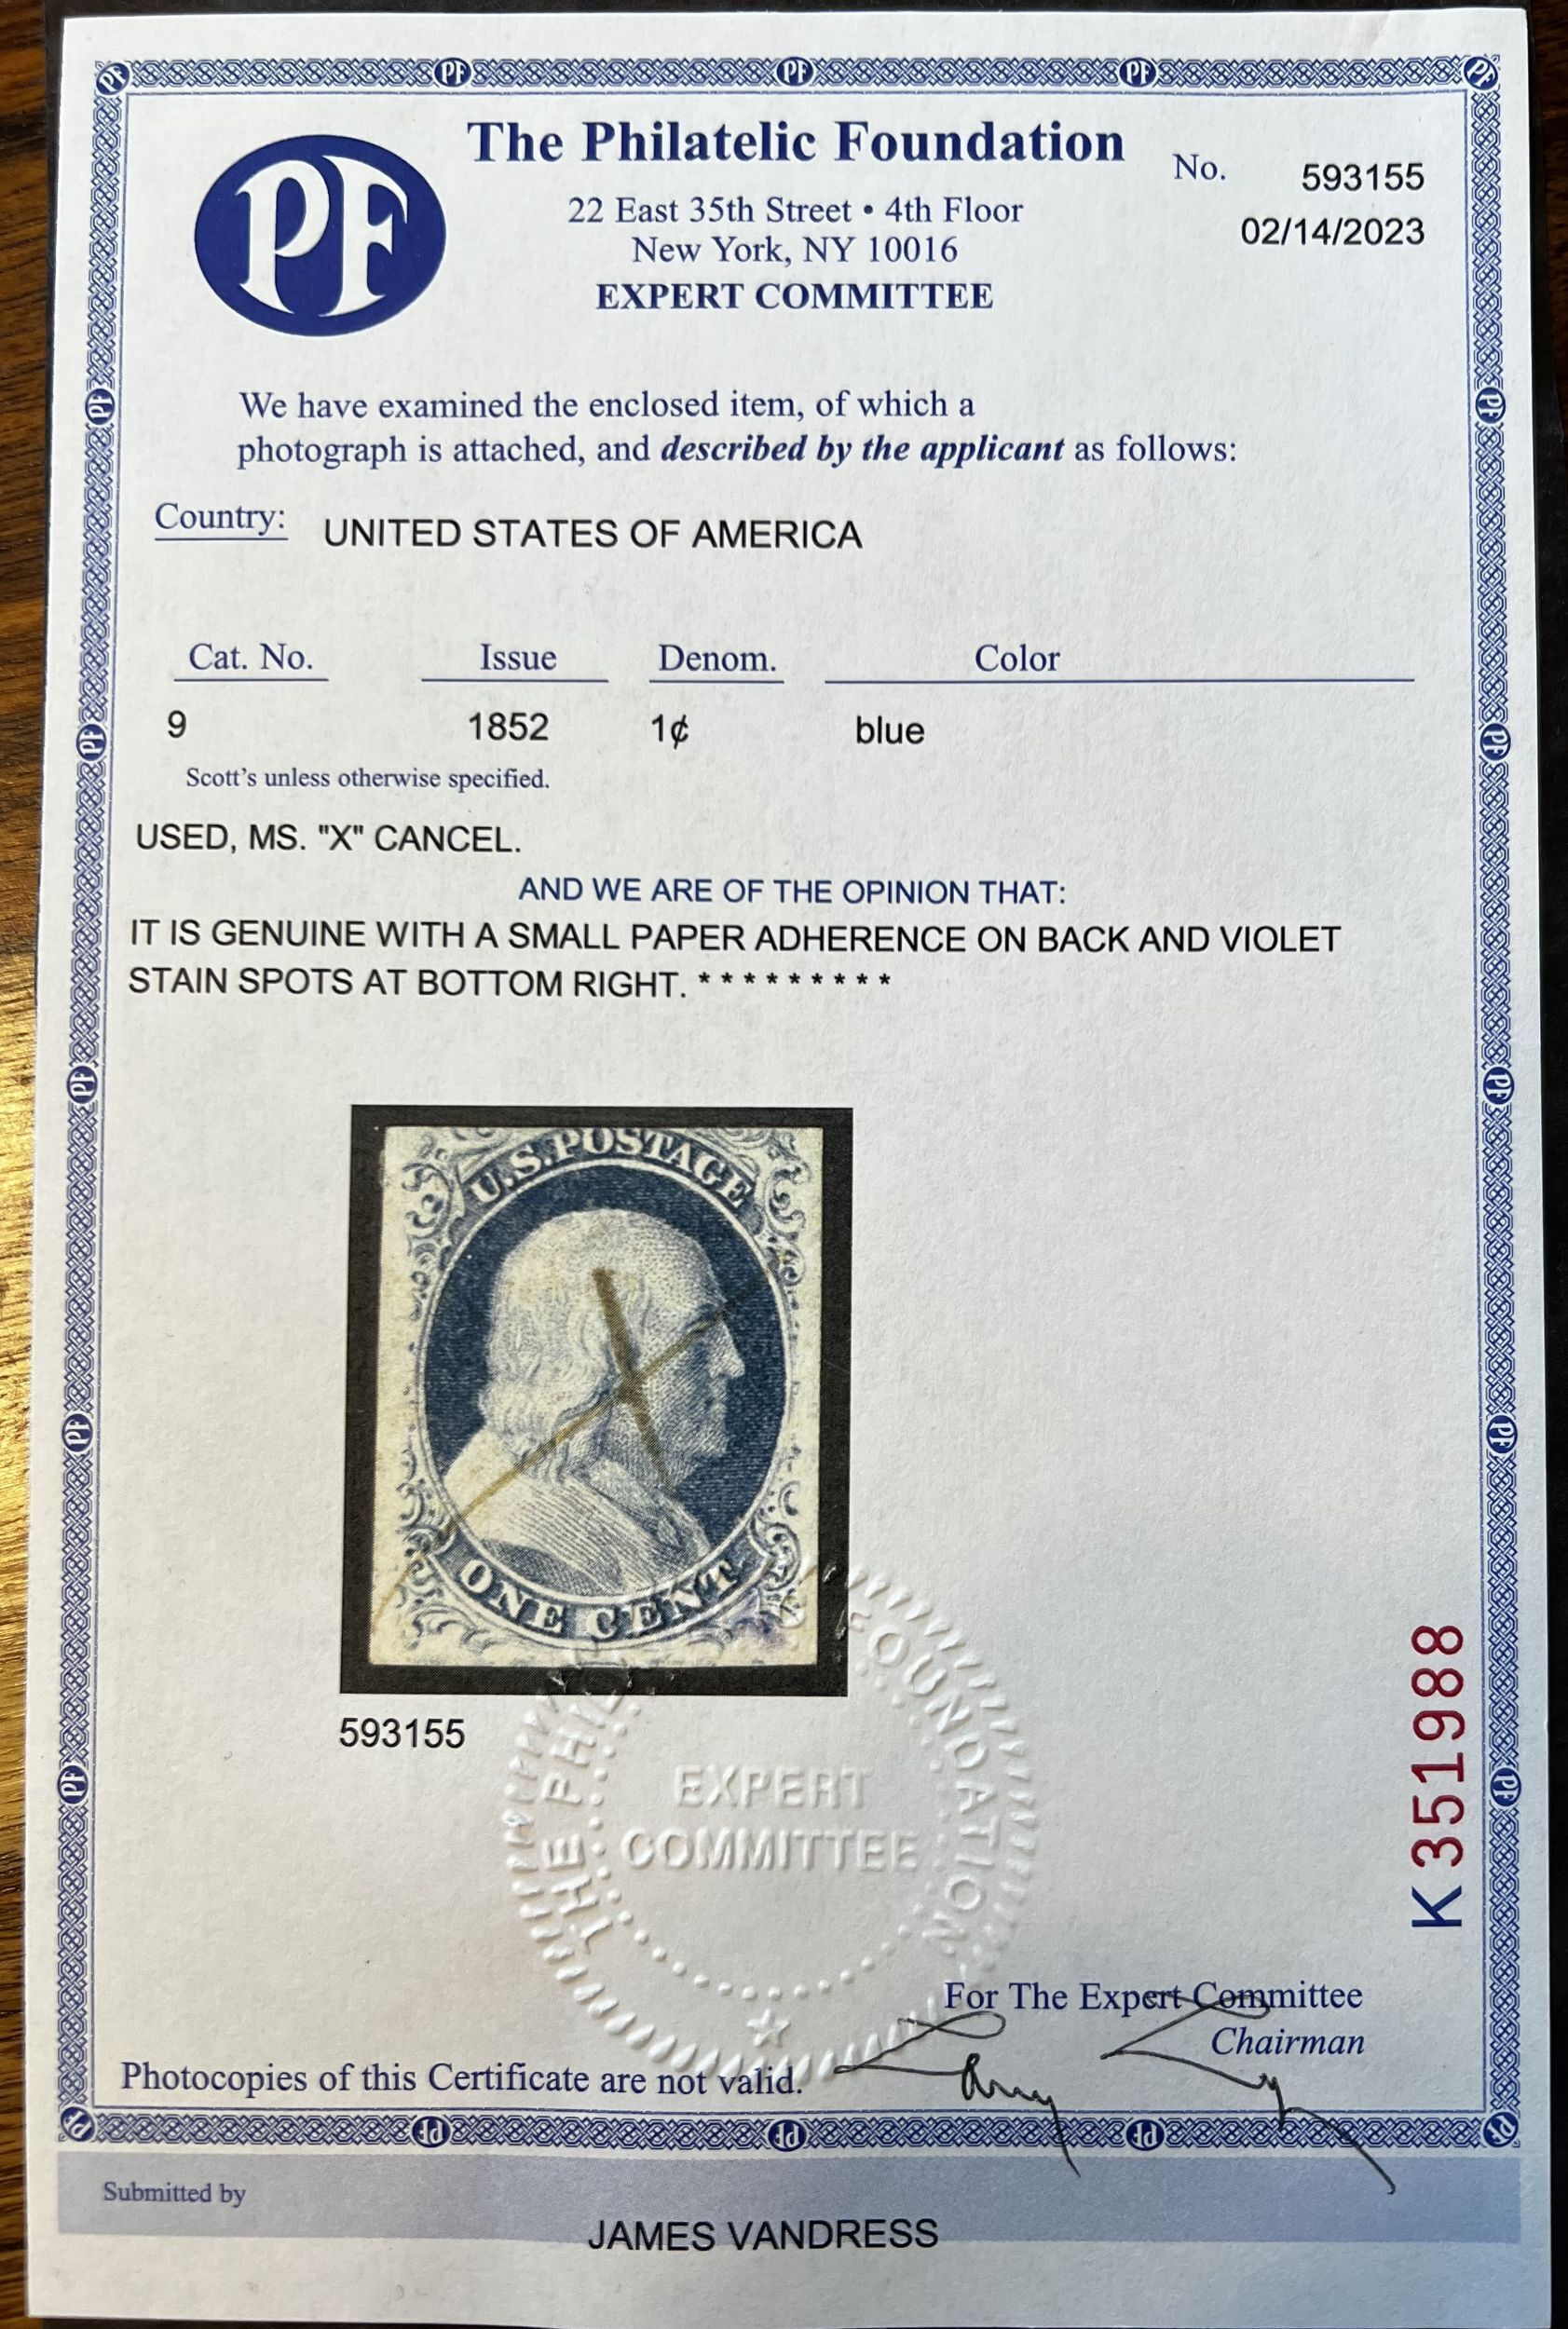 PF
The Philatelic Foundation
22 East 35th Street • 4th Floor
New York, NY 10016
EXPERT COMMITTEE
No. 593155
02/14/2023
We have examined the enclosed item, of which a
photograph is attached, and described by the applicant as follows:
Country: UNITED STATES OF AMERICA
Cat. No. Issue Denom. Color
9 1852 1¢ blue
Scott's unless otherwise specified.
USED, MS. "X" CANCEL.
AND WE ARE OF THE OPINION THAT:
IT IS GENUINE WITH A SMALL PAPER ADHERENCE ON BACK AND VIOLET
STAIN SPOTS AT BOTTOM RIGHT. * * * * * * * * *
U.S. POSTAGE
ONE CENT.
593155
EXPERT
COMMITTEE
K351988
For The Expert Committee
Chairman
Photocopies of this Certificate are not valid.
Submitted by
JAMES VANDRESS